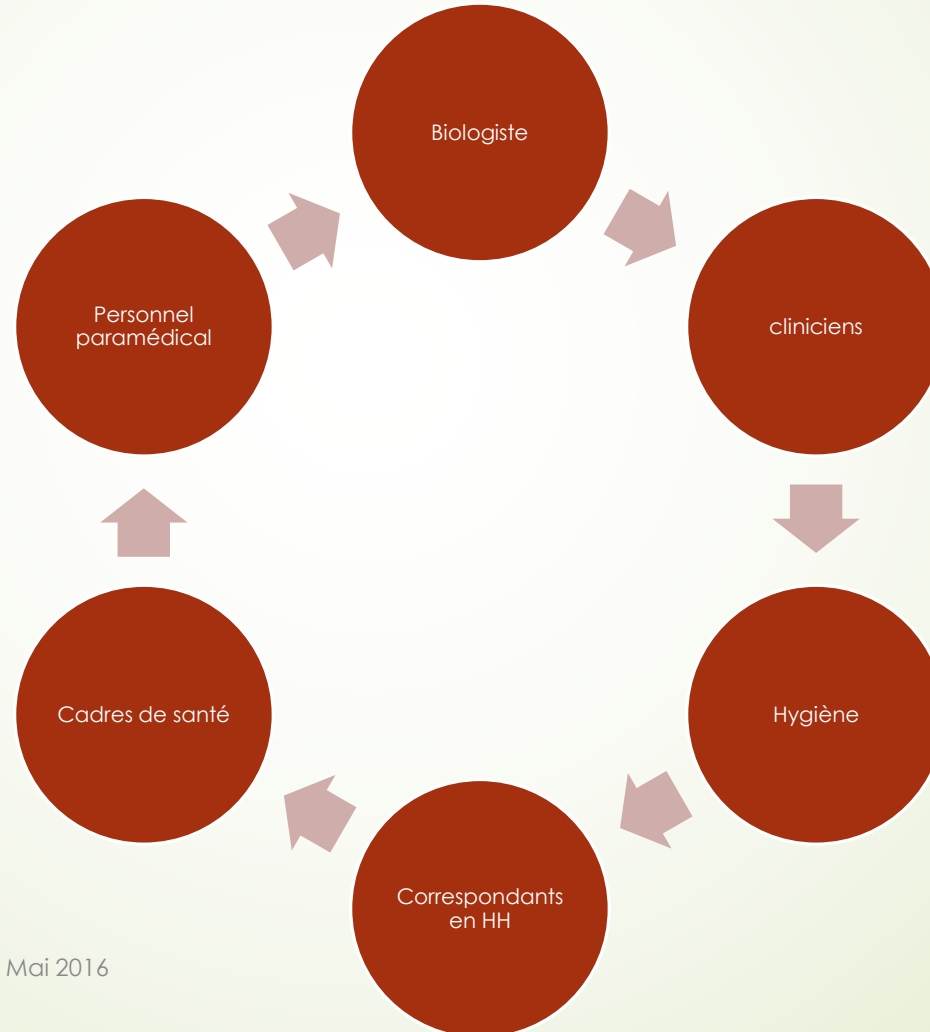 Biologiste
cliniciens
Hygiène
Correspondants
en HH
Cadres de santé
Personnel
paramédical
Mai 2016